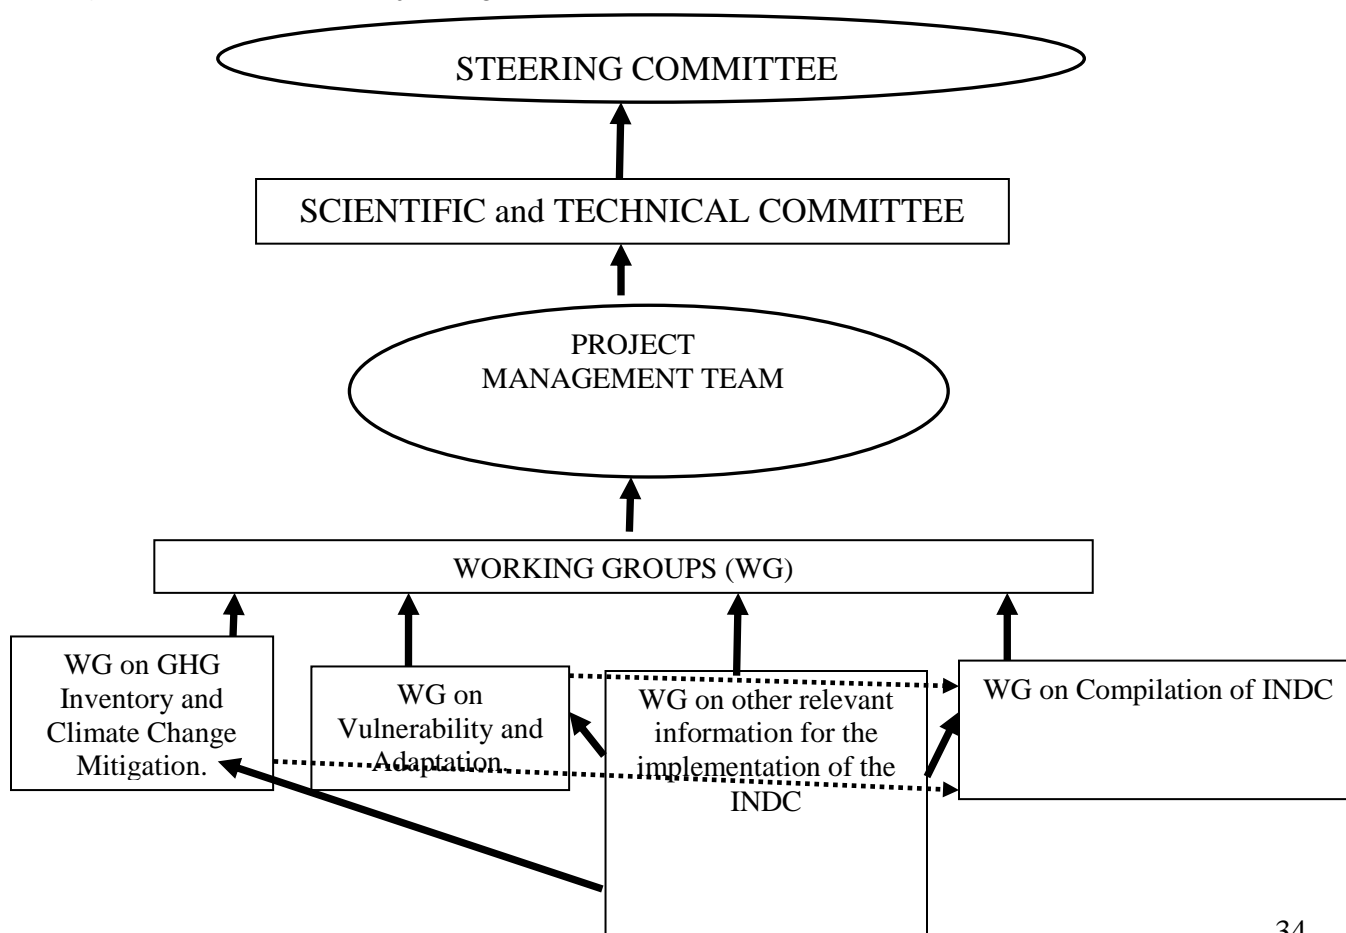 STEERING COMMITTEE
SCIENTIFIC and TECHNICAL COMMITTEE
PROJECT
MANAGEMENT TEAM
WORKING GROUPS (WG)
WG on GHG
Inventory and
Climate Change
Mitigation.
WG on
Vulnerability and
Adaptation.
WG on other relevant
information for the
implementation of the
INDC
WG on Compilation of INDC
34